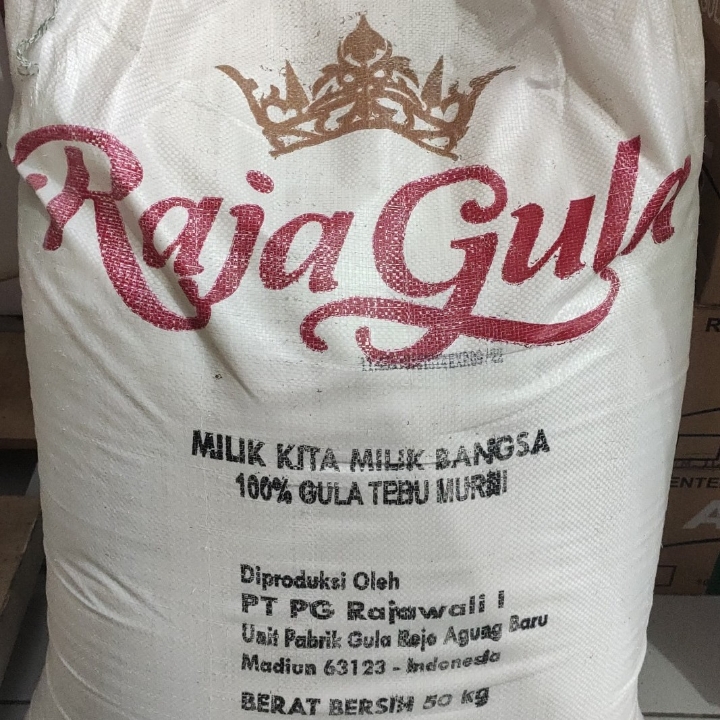 Raja Gula
MILIK KITA MILIK BANGSA
100% GULA TEBU MURNI
Diproduksi Oleh
PT PG Rajawali I
Unit Pabrik Gula Rejo Agung Baru
Madiun 63123 - Indonesia
BERAT BERSIH 50 Kg